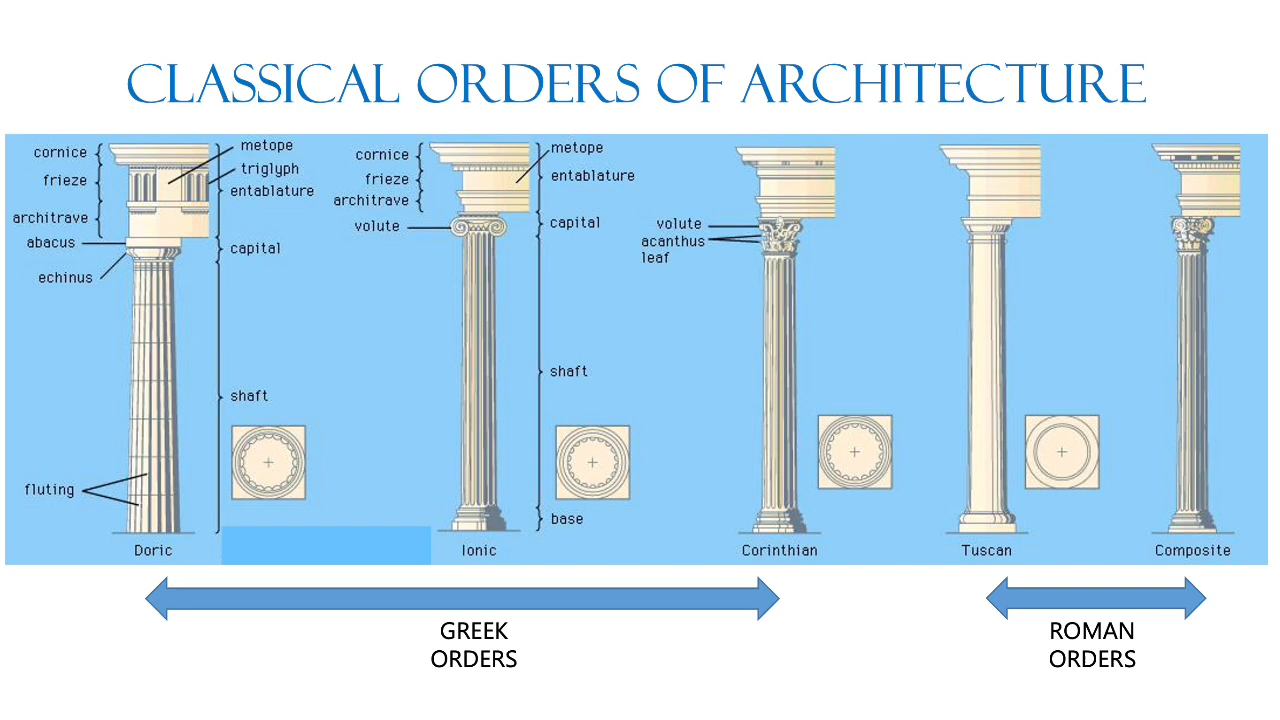 CLASSICAL ORDERS OF ARCHITECTURE
cornice
frieze
architrave
abacus
echinus
fluting
metope
triglyph
entablature
capital
shaft
Doric
cornice
frieze
architrave
volute
metope
entablature
capital
shaft
base
Ionic
volute
acanthus
leaf
Corinthian
Tuscan
Composite
GREEK
ORDERS
ROMAN
ORDERS